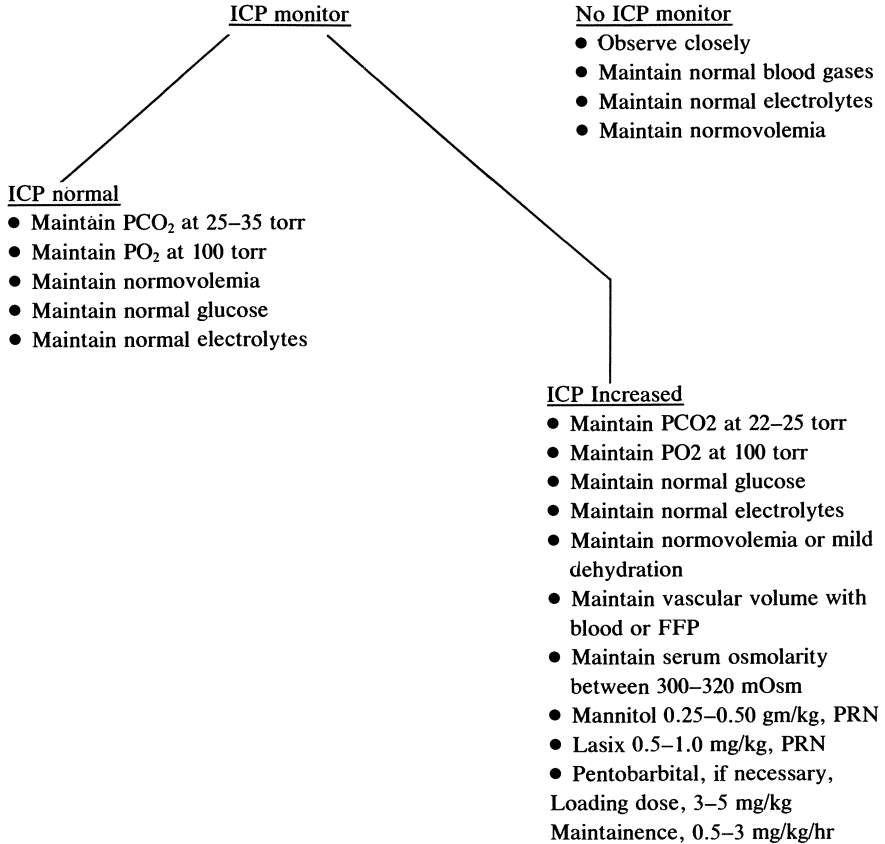 ICP monitor
No ICP monitor
● Observe closely
● Maintain normal blood gases
● Maintain normal electrolytes
● Maintain normovolemia
ICP normal
● Maintain PCO₂ at 25–35 torr
● Maintain PO₂ at 100 torr
● Maintain normovolemia
● Maintain normal glucose
● Maintain normal electrolytes
ICP Increased
● Maintain PCO2 at 22–25 torr
● Maintain PO2 at 100 torr
● Maintain normal glucose
● Maintain normal electrolytes
● Maintain normovolemia or mild
dehydration
● Maintain vascular volume with
blood or FFP
● Maintain serum osmolarity
between 300–320 mOsm
● Mannitol 0.25–0.50 gm/kg, PRN
● Lasix 0.5–1.0 mg/kg, PRN
● Pentobarbital, if necessary,
Loading dose, 3–5 mg/kg
Maintainence, 0.5–3 mg/kg/hr